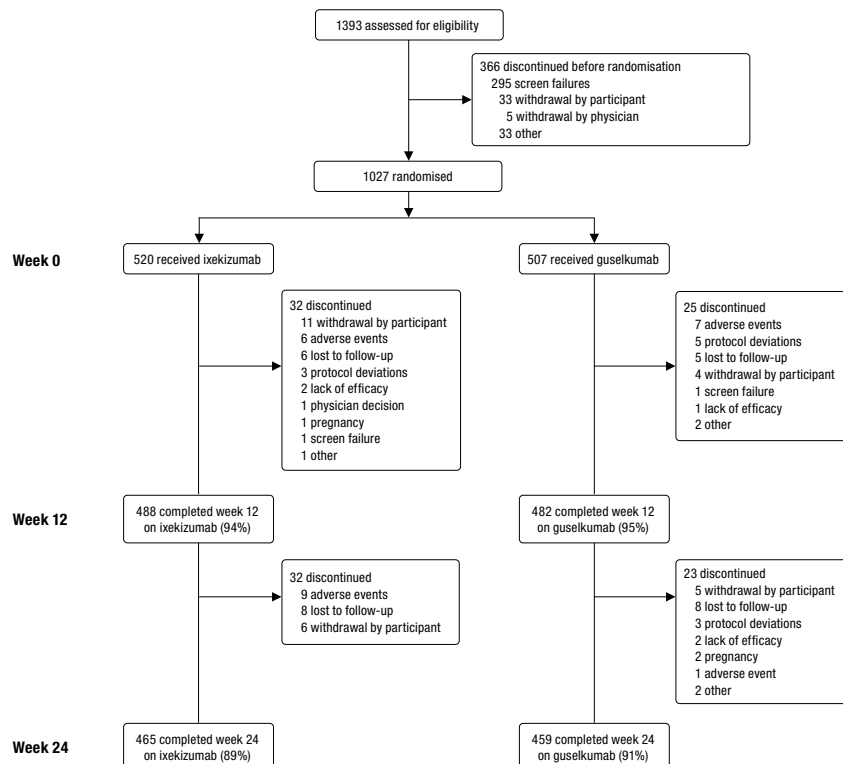 1393 assessed for eligibility
366 discontinued before randomisation
295 screen failures
33 withdrawal by participant
5 withdrawal by physician
33 other
1027 randomised
Week 0
520 received ixekizumab
507 received guselkumab
32 discontinued
11 withdrawal by participant
6 adverse events
6 lost to follow-up
3 protocol deviations
2 lack of efficacy
1 physician decision
1 pregnancy
1 screen failure
1 other
25 discontinued
7 adverse events
5 protocol deviations
5 lost to follow-up
4 withdrawal by participant
1 screen failure
1 lack of efficacy
2 other
Week 12
488 completed week 12
on ixekizumab (94%)
482 completed week 12
on guselkumab (95%)
32 discontinued
9 adverse events
8 lost to follow-up
6 withdrawal by participant
23 discontinued
5 withdrawal by participant
8 lost to follow-up
3 protocol deviations
2 lack of efficacy
2 pregnancy
1 adverse event
2 other
Week 24
465 completed week 24
on ixekizumab (89%)
459 completed week 24
on guselkumab (91%)